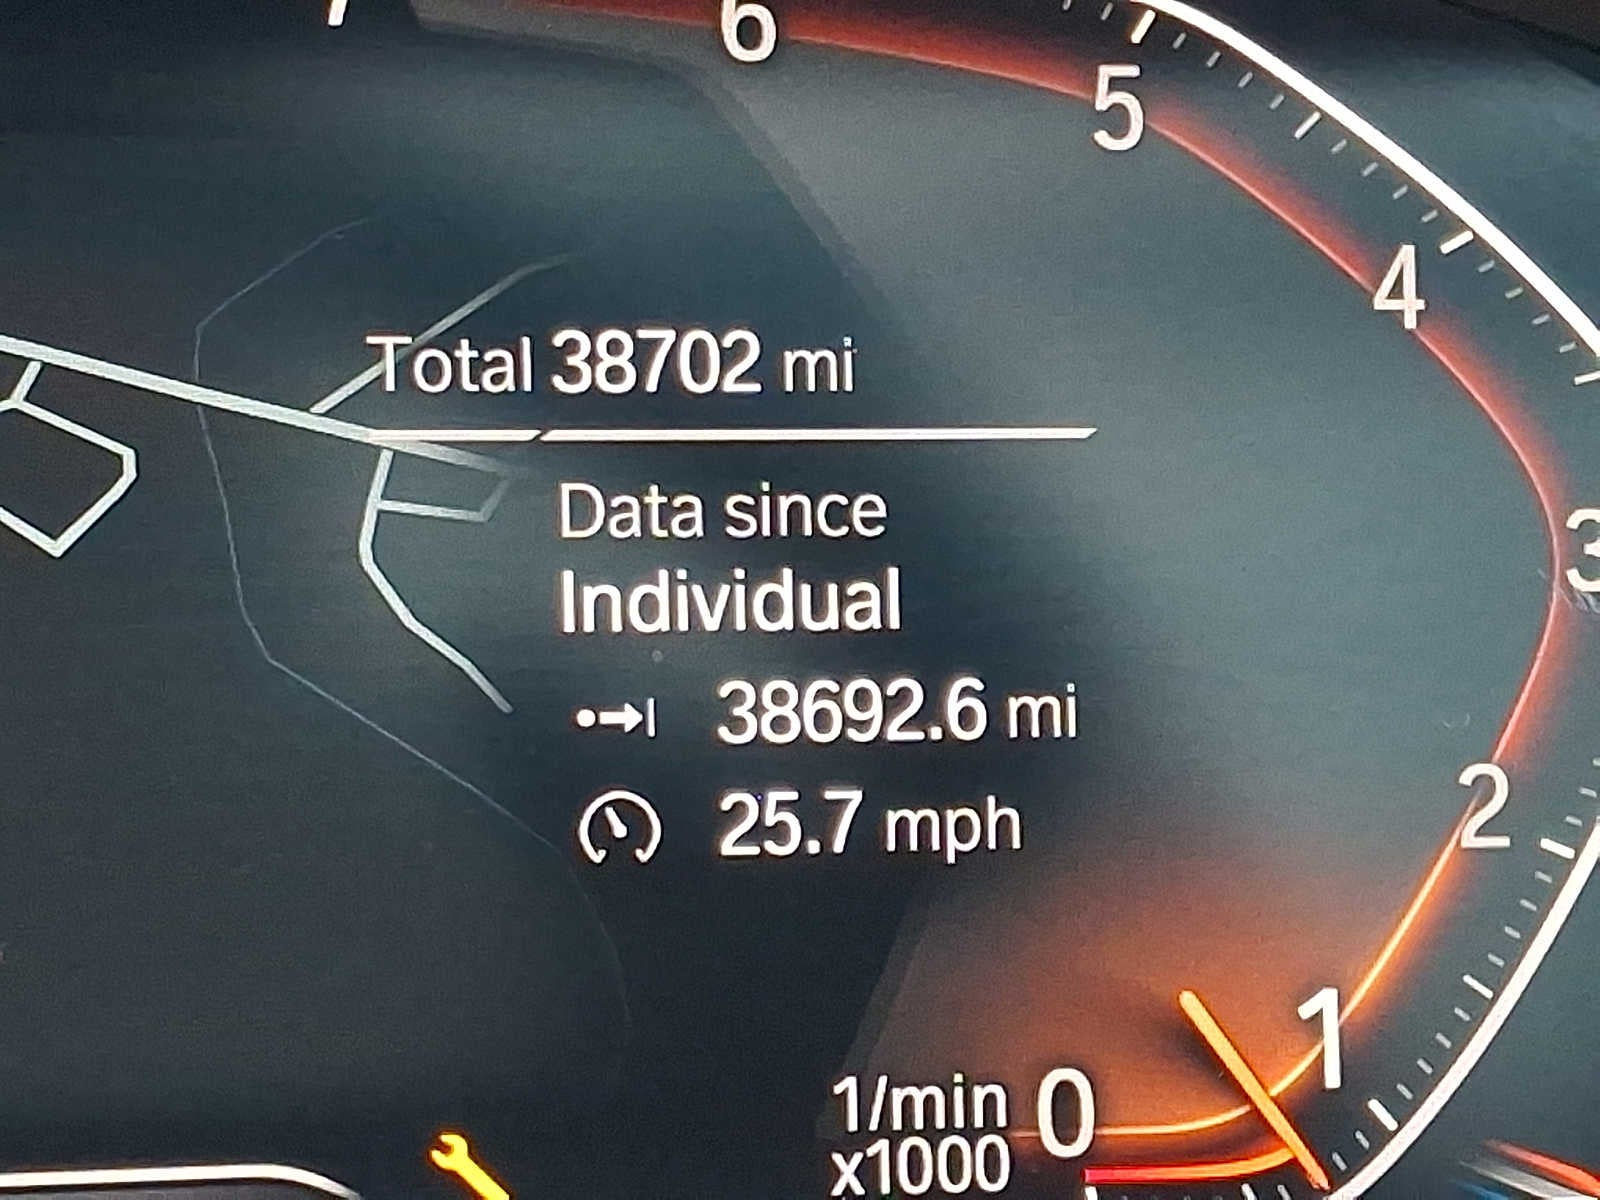 6
5
4
Total 38702 mi
Data since
Individual
3
38692.6 mi
2
25.7 mph
1
1/min 0
x1000